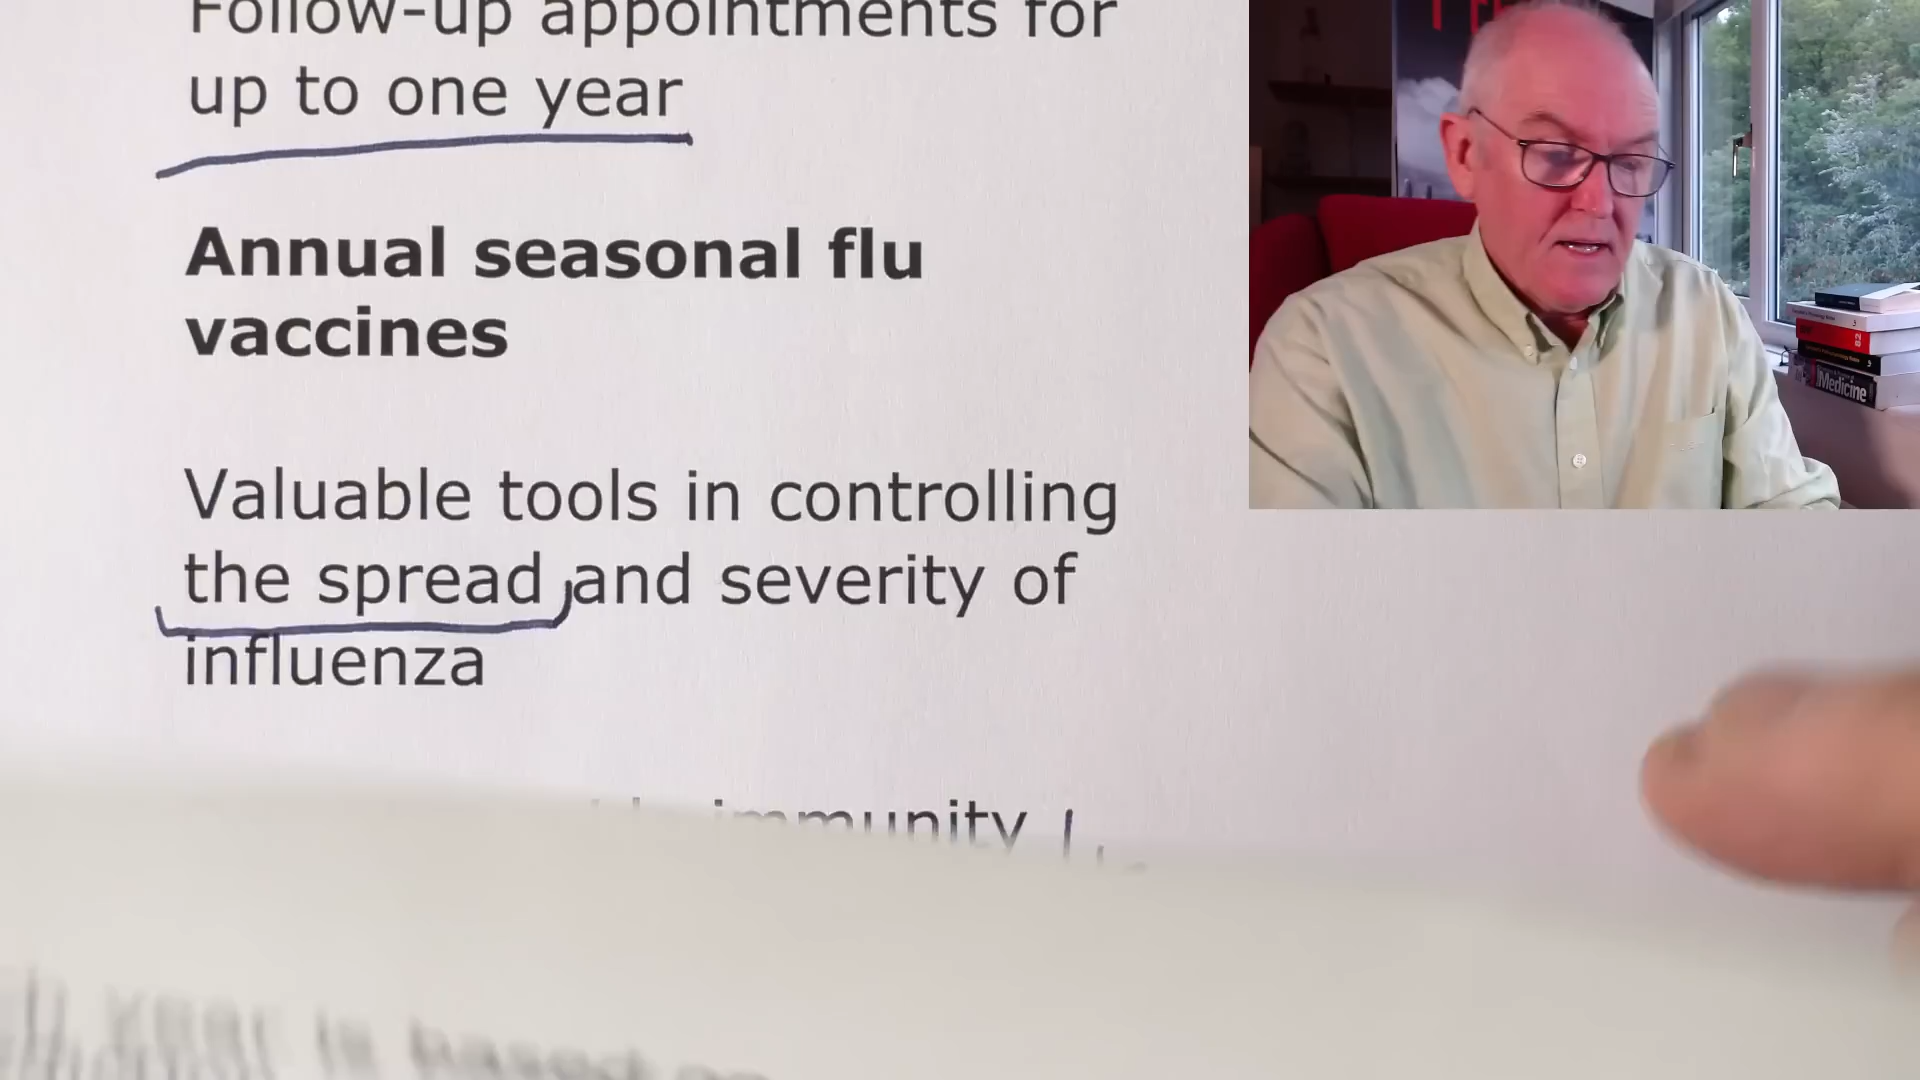 Follow-up appointments for
up to one year
Annual seasonal flu
vaccines
Valuable tools in controlling
the spread and severity of
influenza
immunity
Medicine